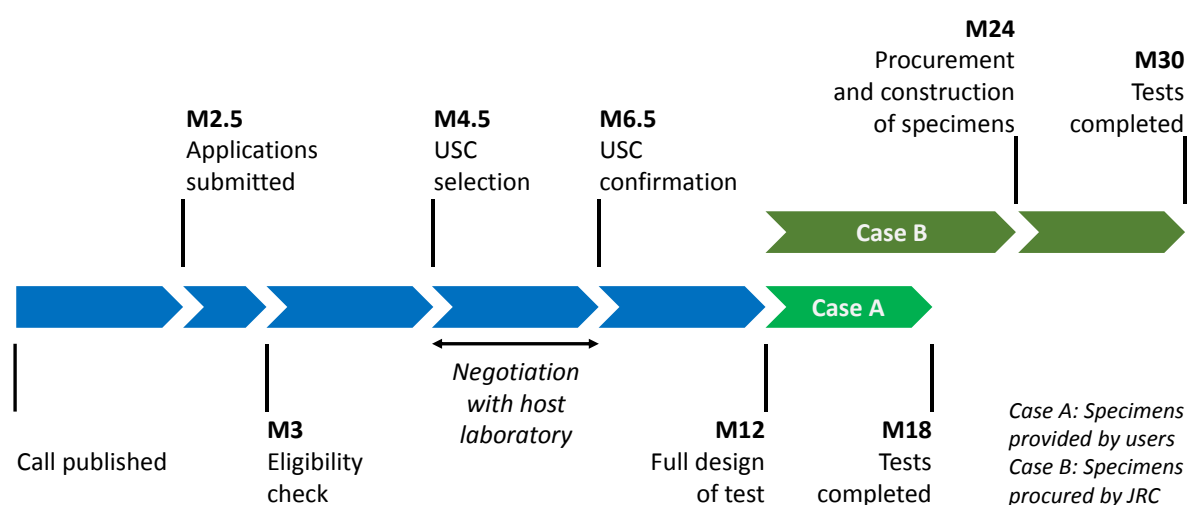 M24
Procurement
and construction
of specimens
M30
Tests
completed
M2.5
Applications
submitted
M4.5
USC
selection
M6.5
USC
confirmation
Case B
Case A
Negotiation
with host
laboratory
Call published
M3
Eligibility
check
M12
Full design
of test
M18
Tests
completed
Case A: Specimens
provided by users
Case B: Specimens
procured by JRC